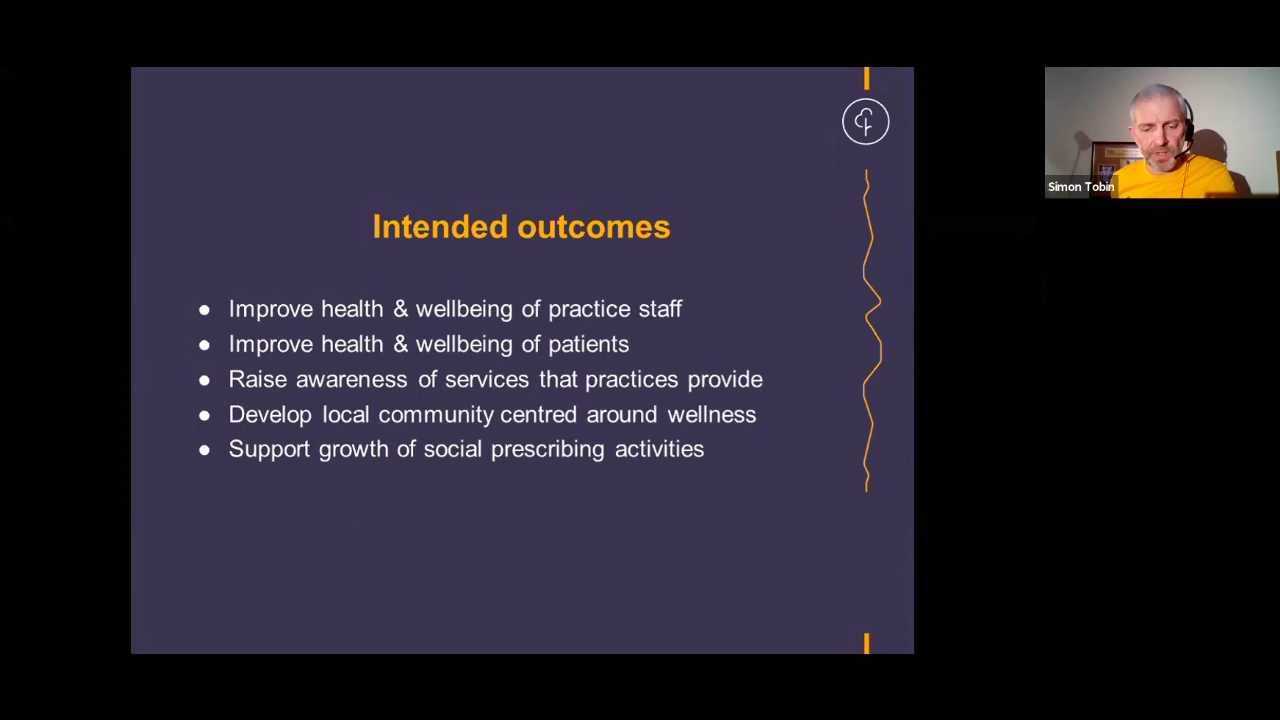 Intended outcomes
● Improve health & wellbeing of practice staff
● Improve health & wellbeing of patients
● Raise awareness of services that practices provide
● Develop local community centred around wellness
● Support growth of social prescribing activities
Simon Tobin